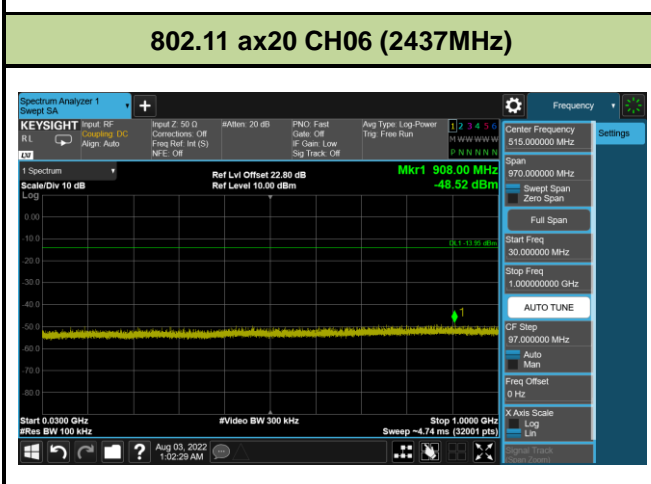 802.11 ax20 CH06 (2437MHz)
Spectrum Analyzer 1
Swept SA
Frequency
KEYSIGHT
R L
LXI
Input: RF
Coupling: DC
Align: Auto
Input Z: 50 Ω
Corrections: Off
Freq Ref: Int (S)
NFE: Off
#Atten: 20 dB
PNO: Fast
Gate: Off
IF Gain: Low
Sig Track: Off
Avg Type: Log-Power
Trig: Free Run
1 2 3 4 5 6
M W W W W W
P N N N N N
Center Frequency
515.000000 MHz
Settings
Span
970.000000 MHz
Swept Span
Zero Span
Full Span
Start Freq
30.000000 MHz
Stop Freq
1.000000000 GHz
AUTO TUNE
CF Step
97.000000 MHz
Auto
Man
Freq Offset
0 Hz
X Axis Scale
Log
Lin
Signal Track
(Span Zoom)
1 Spectrum
Scale/Div 10 dB
Log
Ref Lvl Offset 22.80 dB
Ref Level 10.00 dBm
Mkr1 908.00 MHz
-48.52 dBm
0.00
-10.0
DL1 -13.95 dBm
-20.0
-30.0
-40.0
1
-50.0
-60.0
-70.0
-80.0
Start 0.0300 GHz
#Res BW 100 kHz
#Video BW 300 kHz
Stop 1.0000 GHz
Sweep ~4.74 ms (32001 pts)
Aug 03, 2022
1:02:29 AM